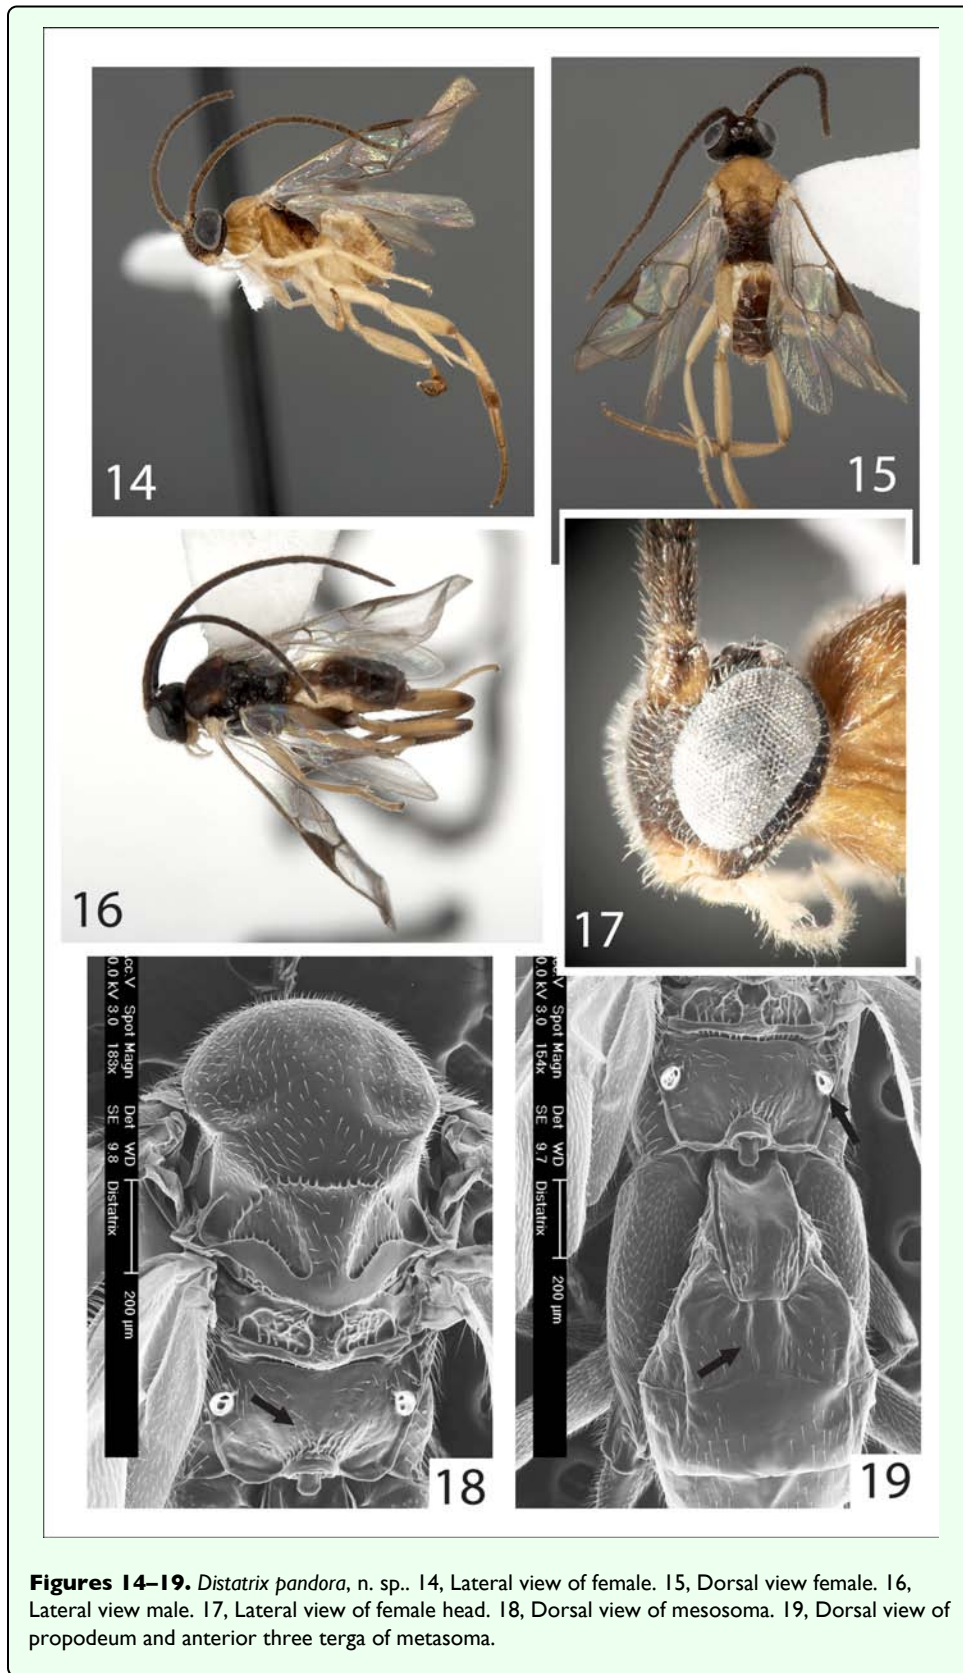 14
15
16
17
cc.V Spot Magn Det WD
0.0 kV 3.0 183x SE 9.8 Distatrix
200 µm
18
cc.V Spot Magn Det WD
0.0 kV 3.0 154x SE 9.7 Distatrix
200 µm
19
Figures 14–19. Distatrix pandora, n. sp.. 14, Lateral view of female. 15, Dorsal view female. 16,
Lateral view male. 17, Lateral view of female head. 18, Dorsal view of mesosoma. 19, Dorsal view of
propodeum and anterior three terga of metasoma.